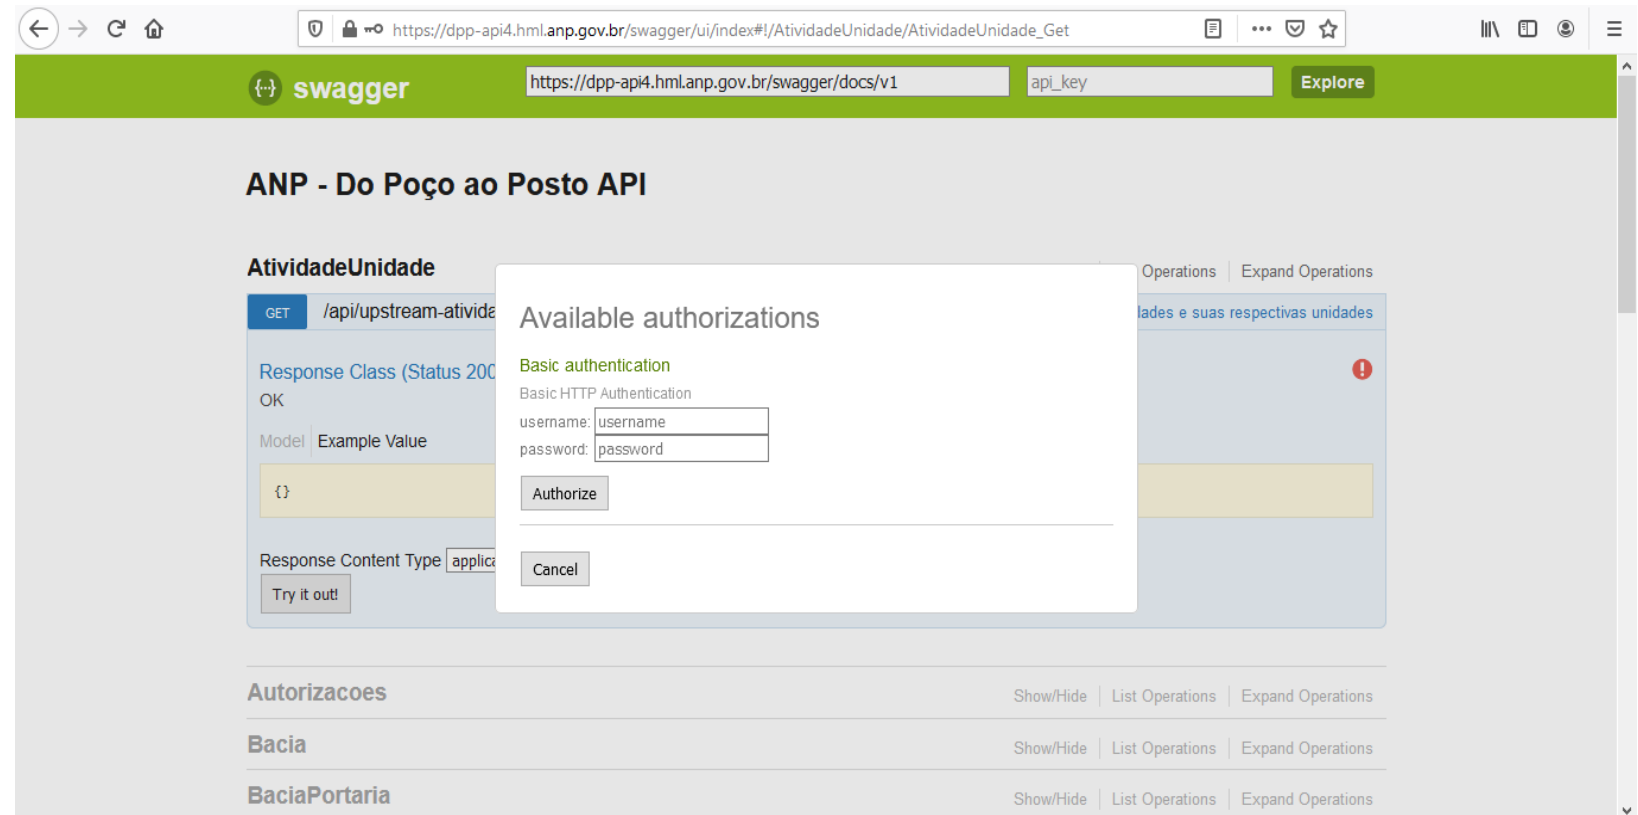 https://dpp-api4.hml.anp.gov.br/swagger/ui/index#!/AtividadeUnidade/AtividadeUnidade_Get
swagger https://dpp-api4.hml.anp.gov.br/swagger/docs/v1 api_key Explore
ANP - Do Poço ao Posto API
AtividadeUnidade Operations Expand Operations
GET /api/upstream-ativida lades e suas respectivas unidades
Available authorizations
Response Class (Status 200
OK
Model Example Value
{}
Response Content Type applica
Try it out!
Basic authentication
Basic HTTP Authentication
username: username
password: password
Authorize
Cancel
Autorizacoes Show/Hide List Operations Expand Operations
Bacia Show/Hide List Operations Expand Operations
BaciaPortaria Show/Hide List Operations Expand Operations